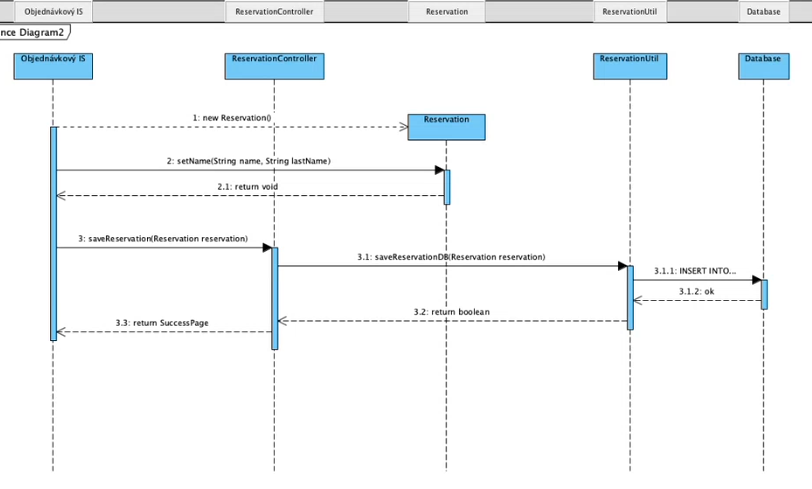 Objednávkový IS
ReservationController
Reservation
ReservationUtil
Database
nce Diagram2
Objednávkový IS
ReservationController
ReservationUtil
Database
1: new Reservation()
Reservation
2: setName(String name, String lastName)
2.1: return void
3: saveReservation(Reservation reservation)
3.1: saveReservationDB(Reservation reservation)
3.1.1: INSERT INTO...
3.1.2: ok
3.2: return boolean
3.3: return SuccessPage